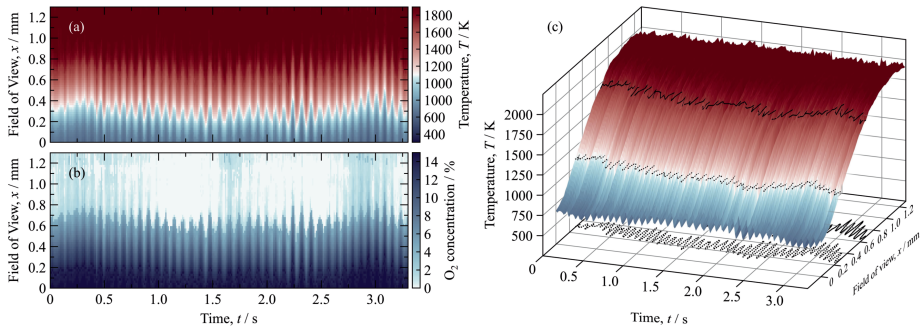 (a)
Field of View, x / mm
1.2
1.0
0.8
0.6
0.4
0.2
0
1800
1600
1400
1200
1000
800
600
400
Temperature, T / K
(b)
Field of View, x / mm
1.2
1.0
0.8
0.6
0.4
0.2
0
14
12
10
8
6
4
2
0
O₂ concentration / %
0 0.5 1.0 1.5 2.0 2.5 3.0
Time, t / s
(c)
Temperature, T / K
2000
1750
1500
1250
1000
750
500
0 0.5 1.0 1.5 2.0 2.5 3.0
Time, t / s
0 0.2 0.4 0.6 0.8 1.0 1.2
Field of view, x / mm